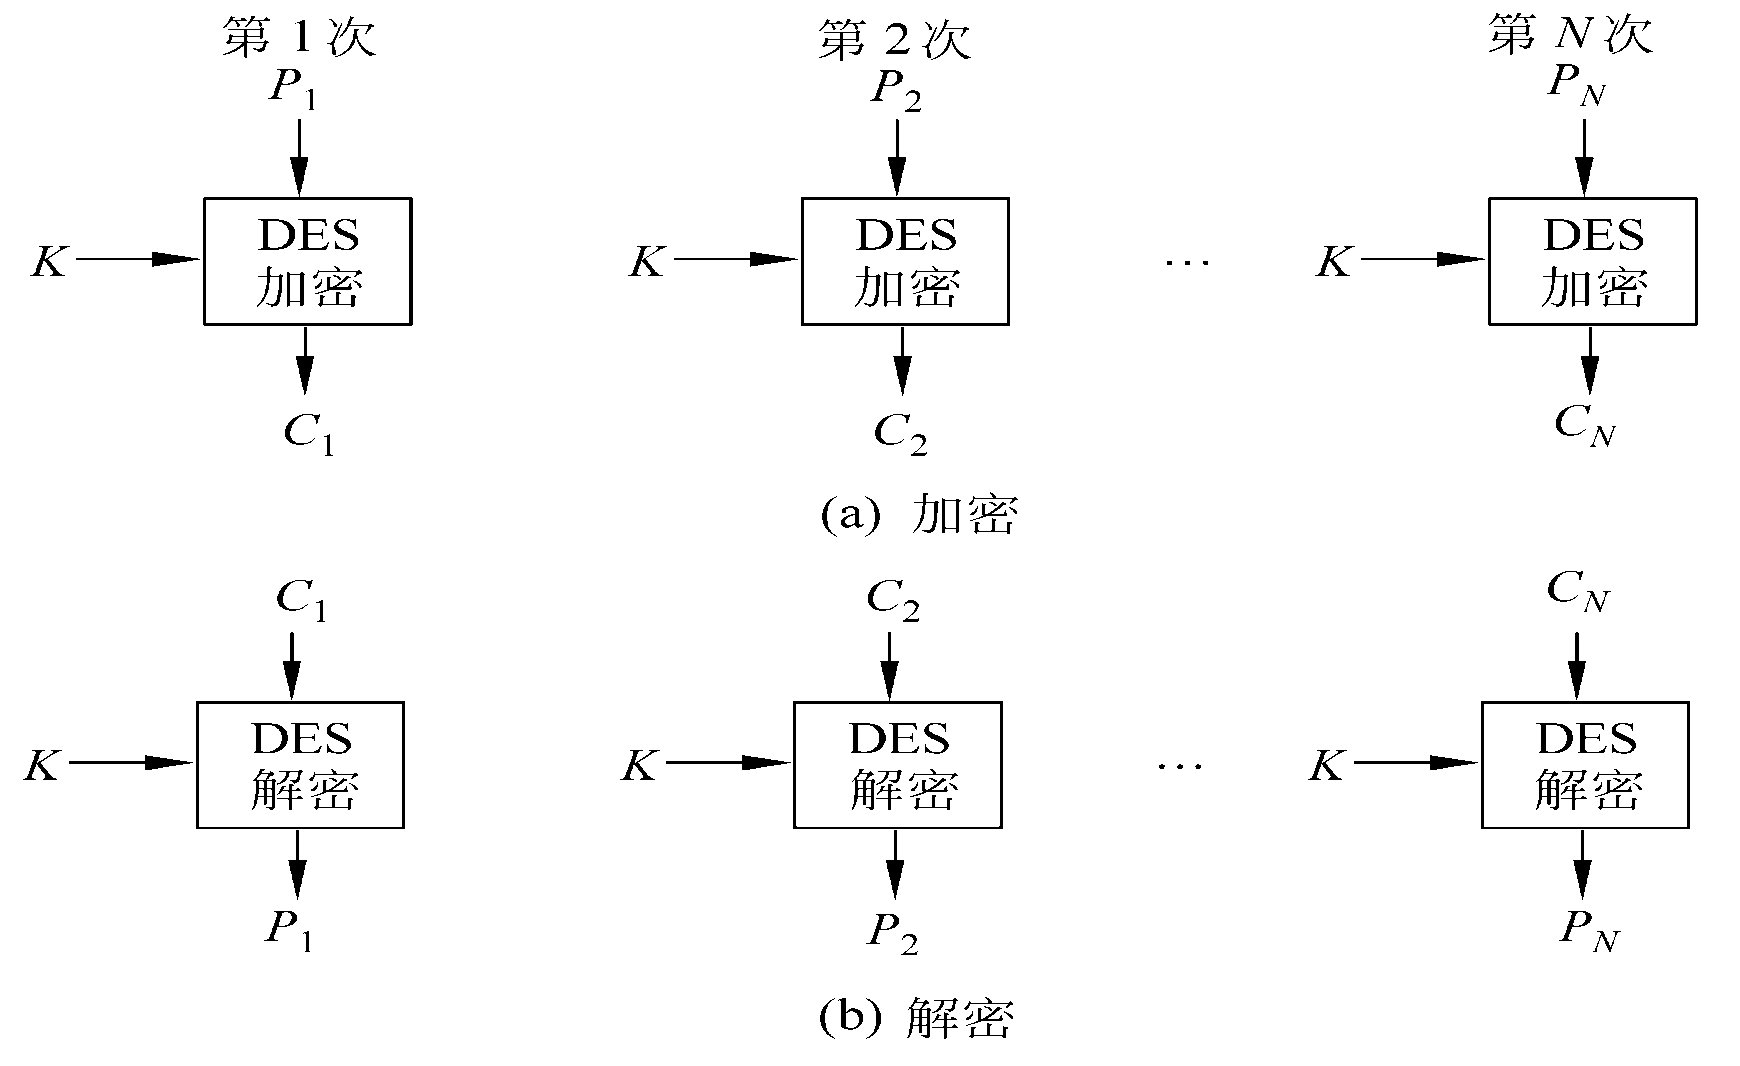 第 1 次 第 2 次 第 N 次
P1 P2 PN
K DES 加密 K DES 加密 … K DES 加密
C1 C2 CN
(a) 加密
C1 C2 CN
K DES 解密 K DES 解密 … K DES 解密
P1 P2 PN
(b) 解密